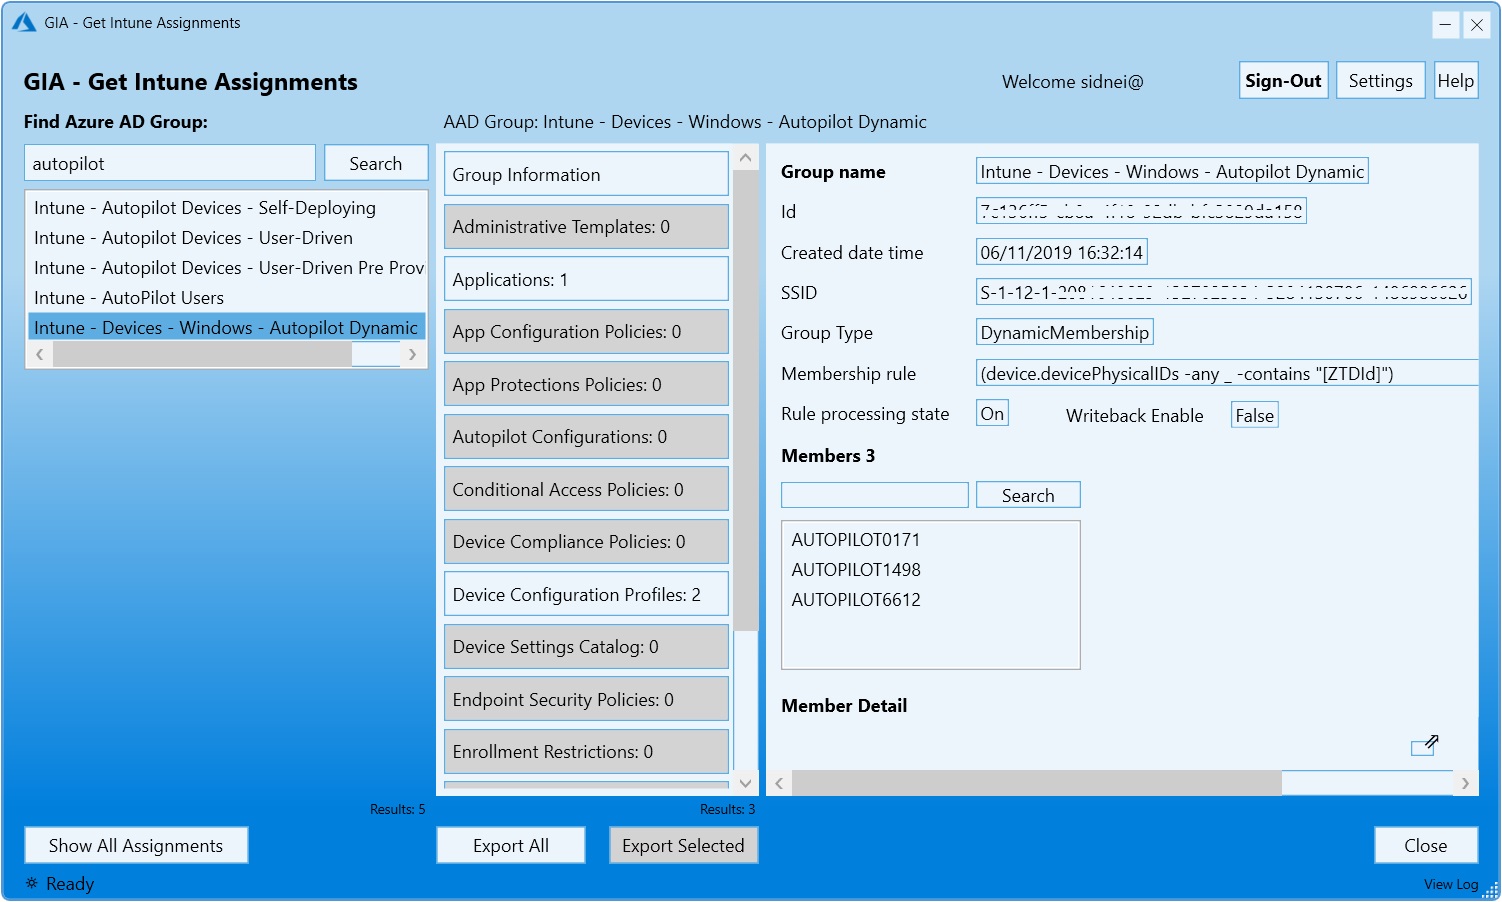 GIA - Get Intune Assignments
GIA - Get Intune Assignments
Welcome sidnei@
Sign-Out
Settings
Help
Find Azure AD Group:
AAD Group: Intune - Devices - Windows - Autopilot Dynamic
autopilot
Search
Intune - Autopilot Devices - Self-Deploying
Intune - Autopilot Devices - User-Driven
Intune - Autopilot Devices - User-Driven Pre Prov
Intune - AutoPilot Users
Intune - Devices - Windows - Autopilot Dynamic
Results: 5
Group Information
Administrative Templates: 0
Applications: 1
App Configuration Policies: 0
App Protections Policies: 0
Autopilot Configurations: 0
Conditional Access Policies: 0
Device Compliance Policies: 0
Device Configuration Profiles: 2
Device Settings Catalog: 0
Endpoint Security Policies: 0
Enrollment Restrictions: 0
Results: 3
Group name
Intune - Devices - Windows - Autopilot Dynamic
Id
Created date time
06/11/2019 16:32:14
SSID
S-1-12-1-
Group Type
DynamicMembership
Membership rule
(device.devicePhysicalIDs -any _ -contains "[ZTDId]")
Rule processing state
On
Writeback Enable
False
Members 3
Search
AUTOPILOT0171
AUTOPILOT1498
AUTOPILOT6612
Member Detail
Show All Assignments
Export All
Export Selected
Close
Ready
View Log